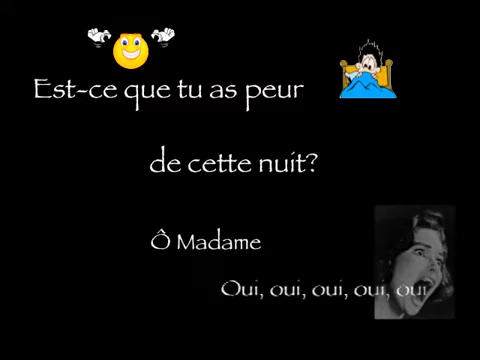 Est-ce que tu as peur
de cette nuit?
Ô Madame
Oui, oui, oui, oui, oui